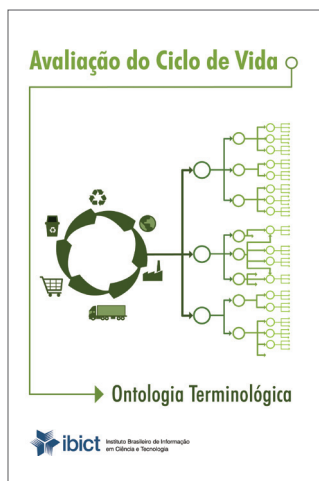 Avaliação do Ciclo de Vida
Ontologia Terminológica
ibict
Instituto Brasileiro de Informação
em Ciência e Tecnologia